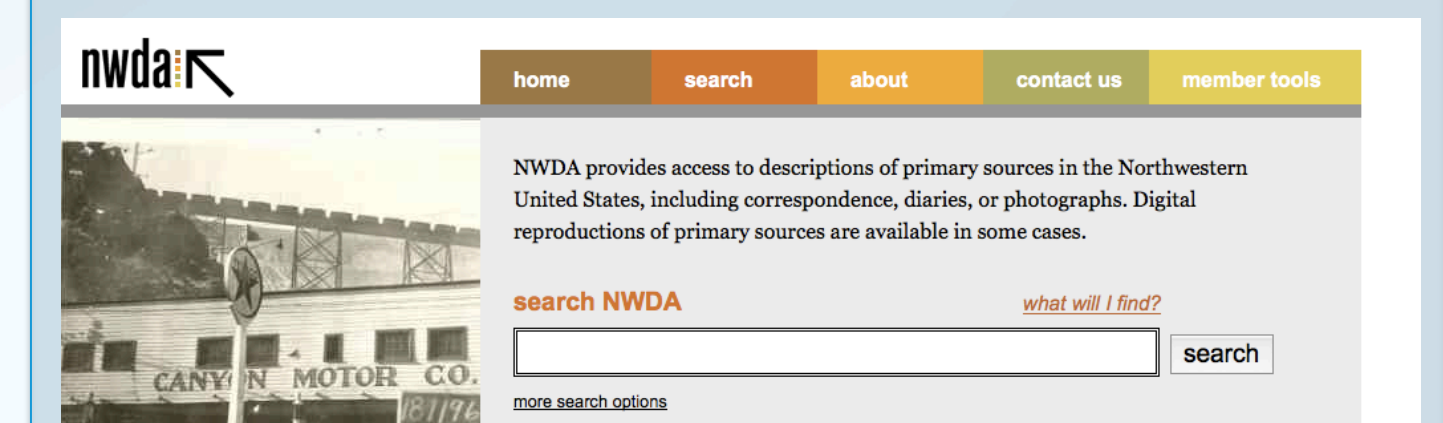 nwda
home search about contact us member tools
NWDA provides access to descriptions of primary sources in the Northwestern
United States, including correspondence, diaries, or photographs. Digital
reproductions of primary sources are available in some cases.
search NWDA what will I find?
search
more search options
CANYON MOTOR CO.
181196